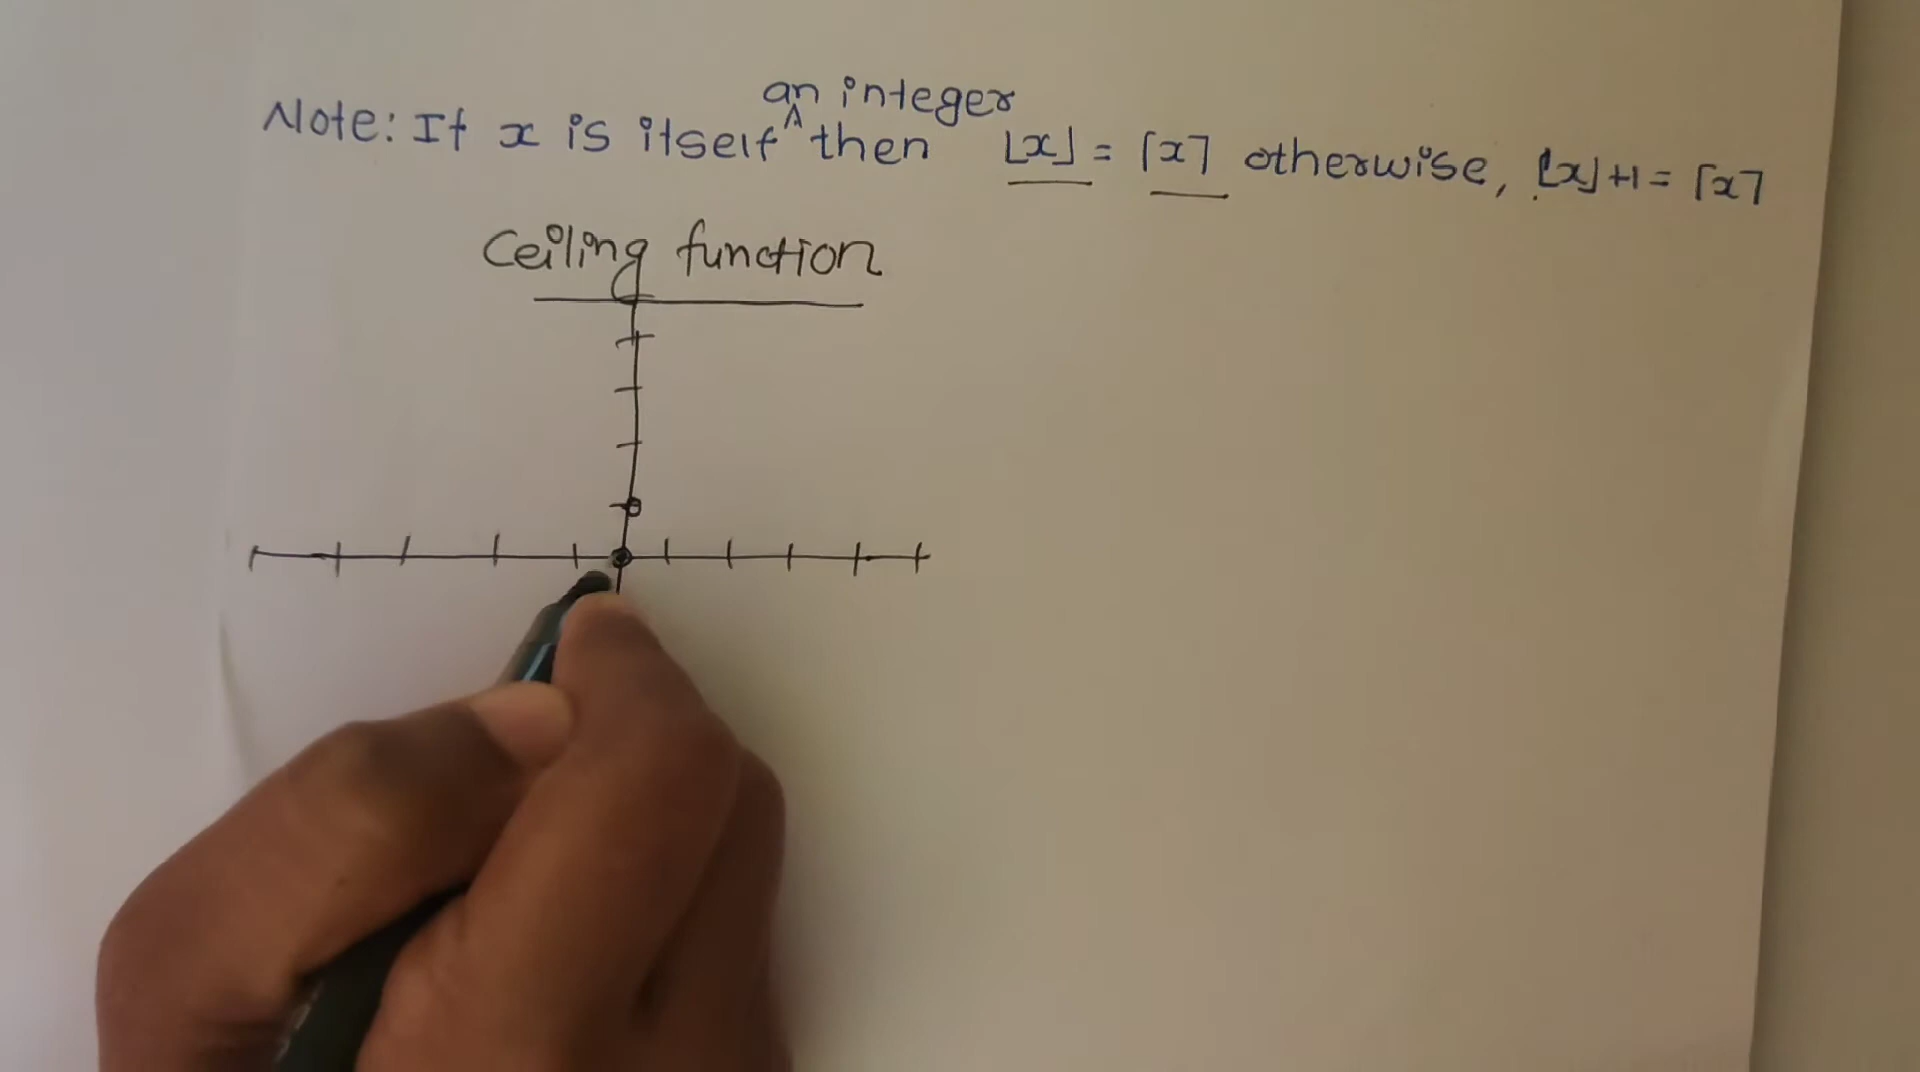 Note: If x is itself an integer then ⌊x⌋ = ⌈x⌉ otherwise, ⌊x⌋+1 = ⌈x⌉
Ceiling function